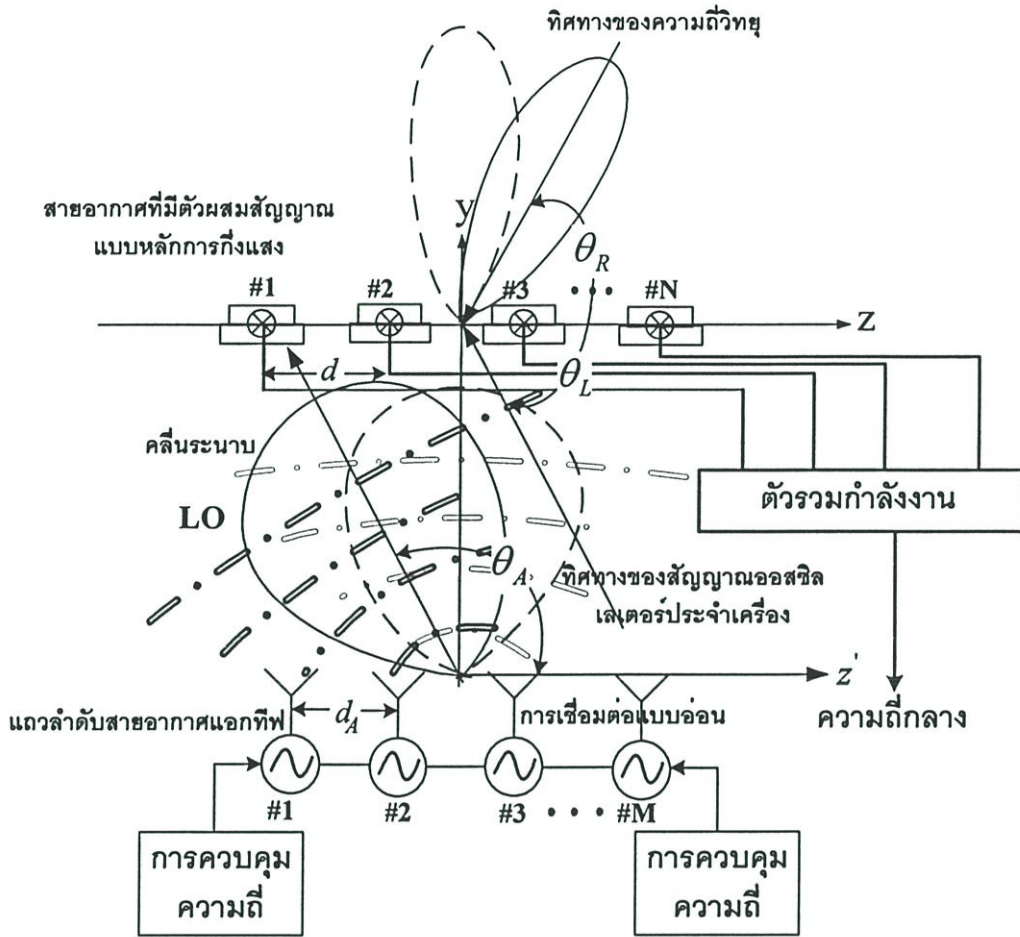 ทิศทางของความถี่วิทยุ
สายอากาศที่มีตัวผสมสัญญาณ
แบบหลักการกึ่งแสง
y
θ_R
#1
#2
#3
• • •
#N
z
d
θ_L
คลื่นระนาบ
ตัวรวมกำลังงาน
LO
θ_A
ทิศทางของสัญญาณออสซิล
เลเตอร์ประจำเครื่อง
z'
แถวลำดับสายอากาศแอกทีฟ
d_A
การเชื่อมต่อแบบอ่อน
ความถี่กลาง
#1
#2
#3
• • • •
#M
การควบคุม
ความถี่
การควบคุม
ความถี่